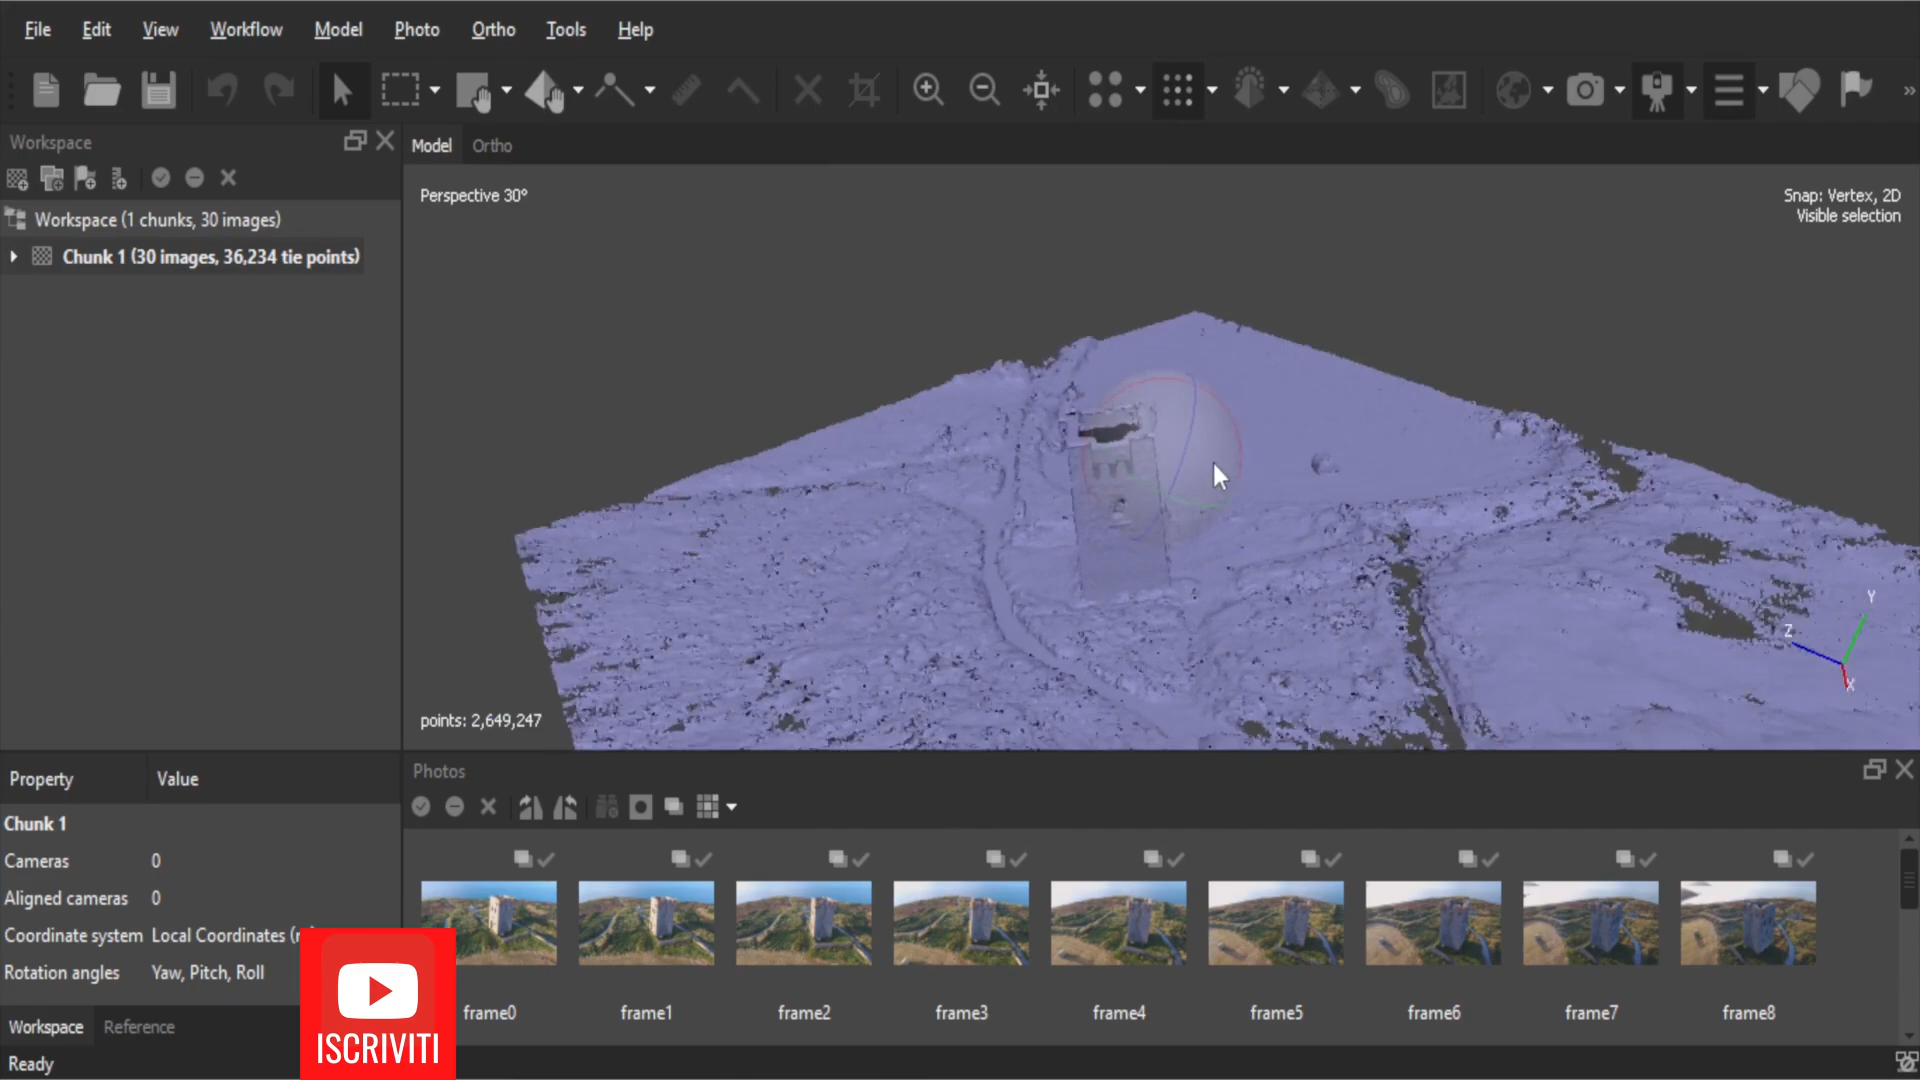 File Edit View Workflow Model Photo Ortho Tools Help
Workspace
Model Ortho
Perspective 30°
Snap: Vertex, 2D
Visible selection
Workspace (1 chunks, 30 images)
Chunk 1 (30 images, 36,234 tie points)
Y
Z
X
points: 2,649,247
Property Value
Chunk 1
Cameras 0
Aligned cameras 0
Coordinate system Local Coordinates (
Rotation angles Yaw, Pitch, Roll
Photos
frame0 frame1 frame2 frame3 frame4 frame5 frame6 frame7 frame8
Workspace Reference
ISCRIVITI
Ready